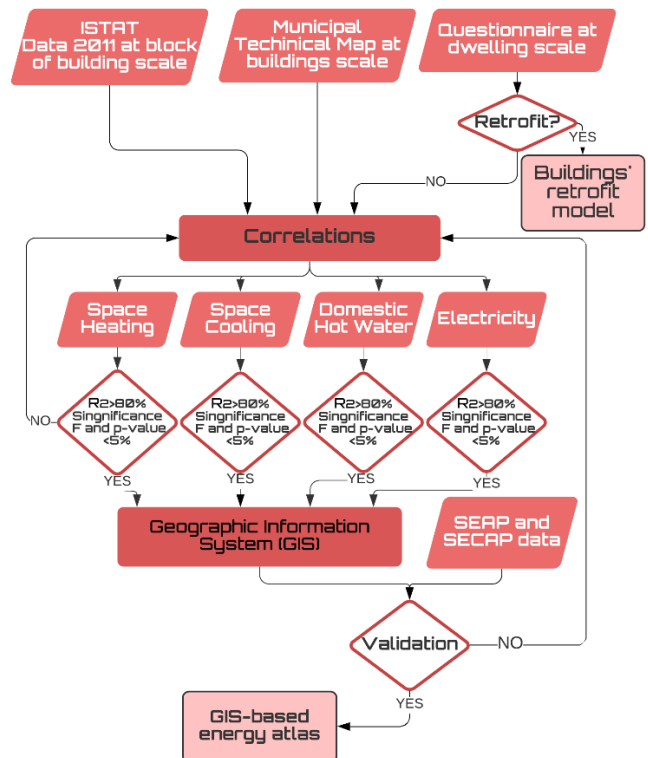 ISTAT
Data 2011 at block
of building scale
Municipal
Techinical Map at
buildings scale
Questionnaire at
dwelling scale
Retrofit?
YES
NO
Buildings'
retrofit
model
Correlations
Space
Heating
Space
Cooling
Domestic
Hot Water
Electricity
R2>80%
Singnificance
F and p-value
<5%
R2>80%
Singnificance
F and p-value
<5%
R2>80%
Singnificance
F and p-value
<5%
R2>80%
Singnificance
F and p-value
<5%
NO
YES
YES
YES
YES
Geographic Information
System (GIS)
SEAP and
SECAP data
Validation
NO
YES
GIS-based
energy atlas